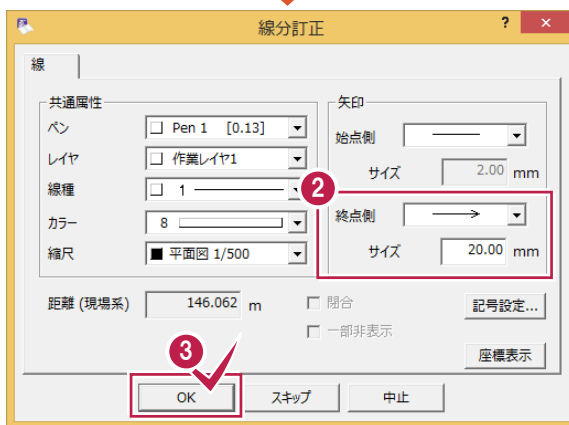 線分訂正
? ×
線
共通属性
ペン Pen 1 [0.13]
レイヤ 作業レイヤ1
線種 1
カラー 8
縮尺 平面図 1/500
矢印
始点側
サイズ 2.00 mm
2
終点側
サイズ 20.00 mm
距離 (現場系) 146.062 m
閉合
一部非表示
記号設定...
座標表示
3
OK スキップ 中止